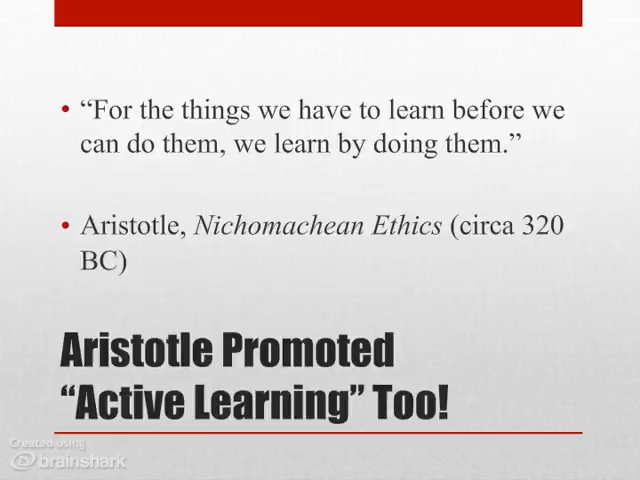 • “For the things we have to learn before we
can do them, we learn by doing them.”
• Aristotle, Nichomachean Ethics (circa 320
BC)
Aristotle Promoted
“Active Learning” Too!
Created using
brainshark